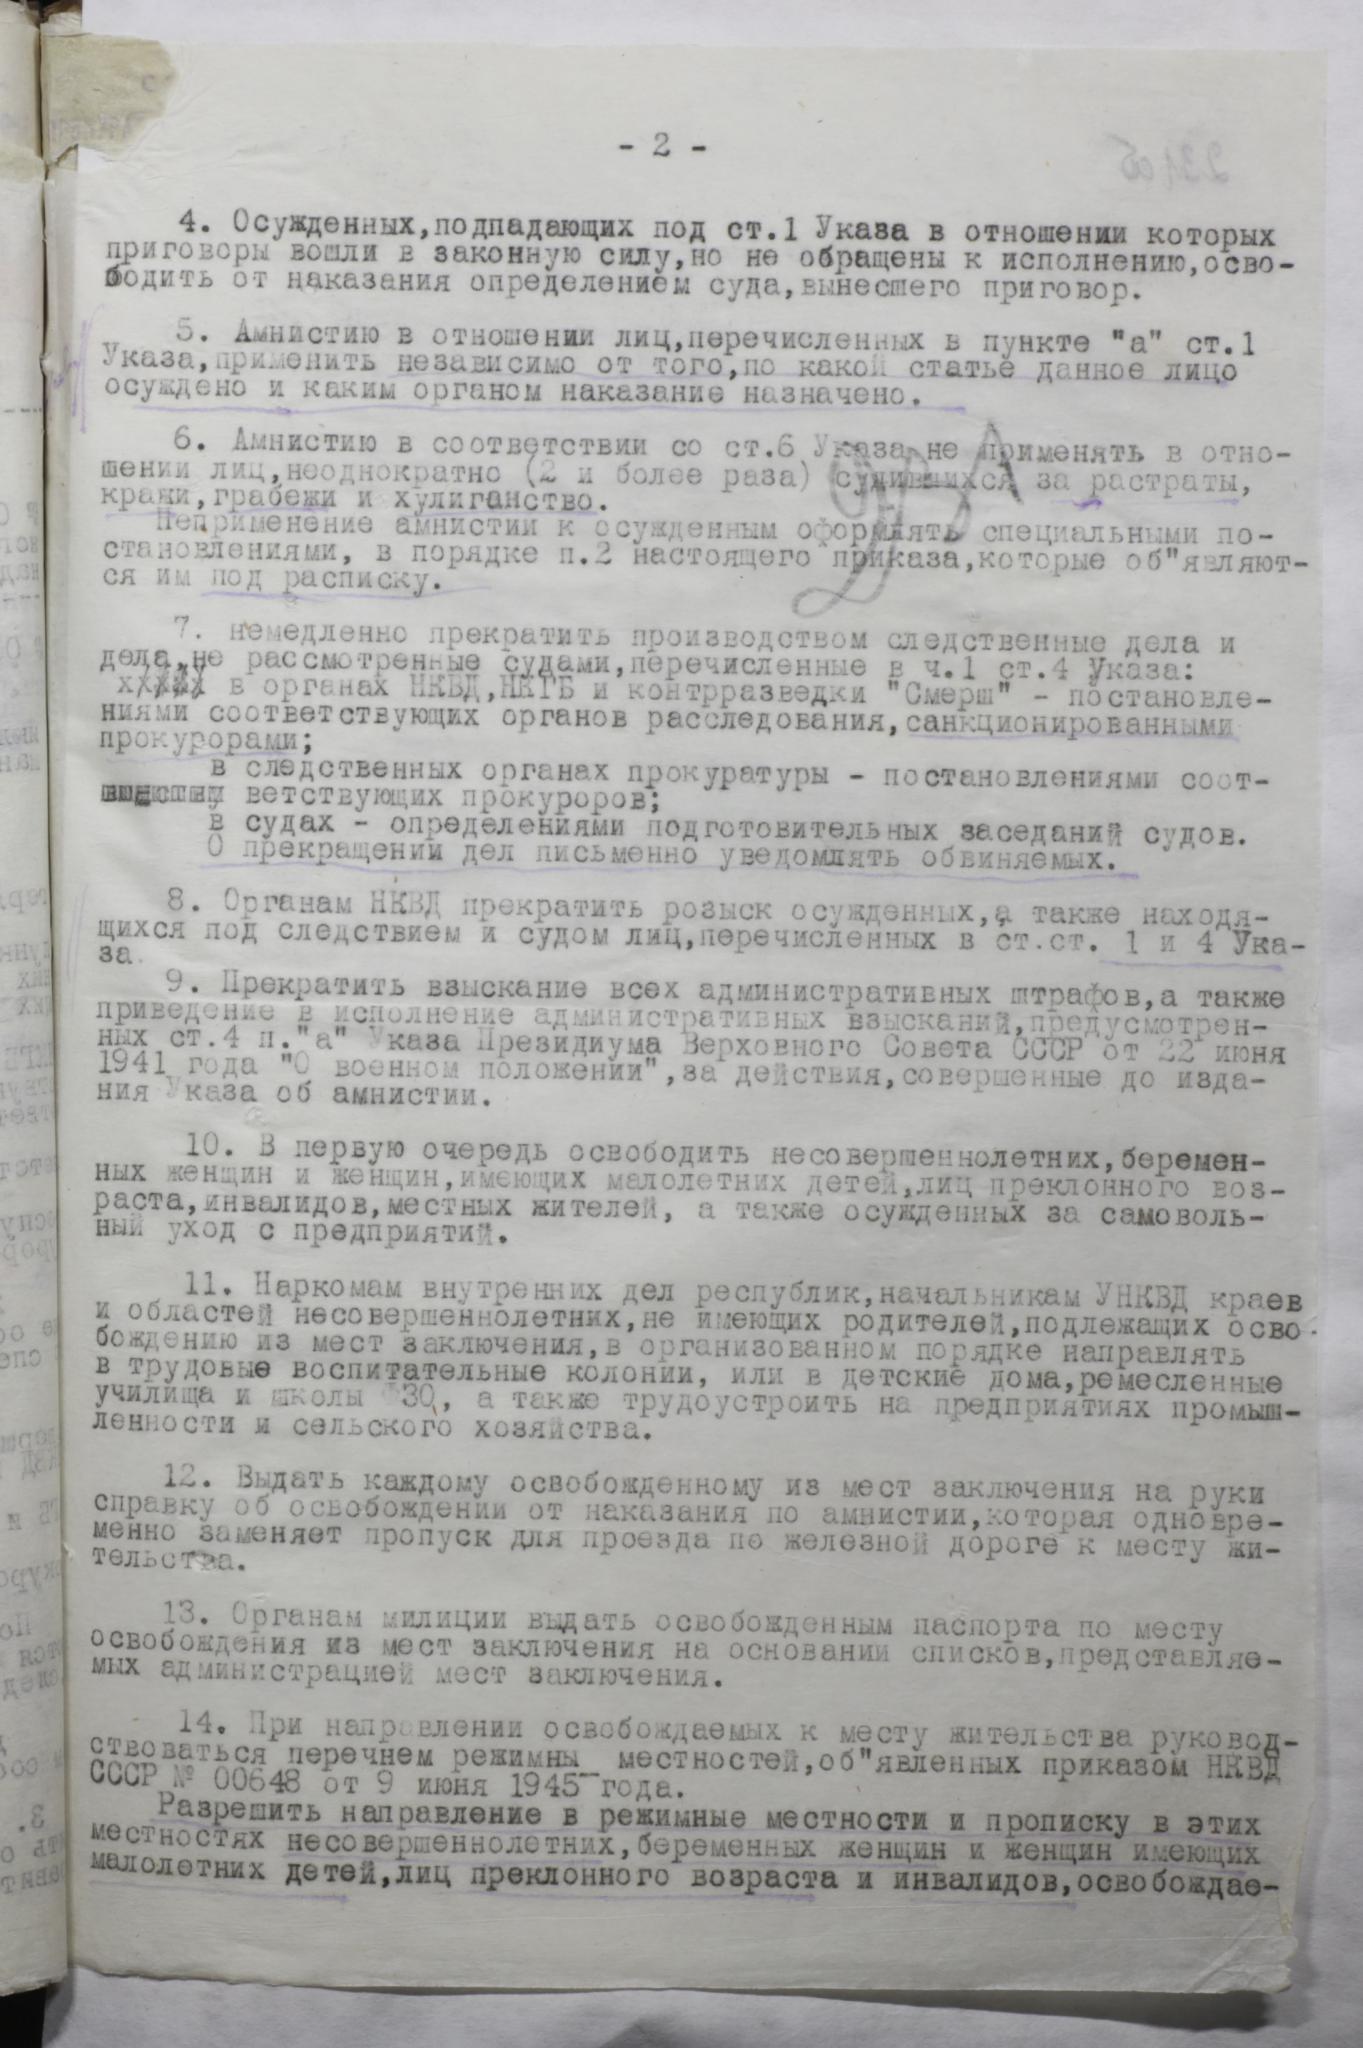 - 2 -
4. Осужденных,подпадающих под ст.1 Указа в отношении которых
приговоры вошли в законную силу,но не обращены к исполнению,осво-
бодить от наказания определением суда,вынесшего приговор.
5. Амнистию в отношении лиц,перечисленных в пункте "а" ст.1
Указа,применить независимо от того,по какой статье данное лицо
осуждено и каким органом наказание назначено.
6. Амнистию в соответствии со ст.6 Указа не применять в отно-
шении лиц,неоднократно (2 и более раза) судившихся за растраты,
кражи,грабежи и хулиганство.
Неприменение амнистии к осужденным оформлять специальными по-
становлениями, в порядке п.2 настоящего приказа,которые об"являют-
ся им под расписку.
7. немедленно прекратить производством следственные дела и
дела,не рассмотренные судами,перечисленные в ч.1 ст.4 Указа:
в органах НКВД,НКГБ и контрразведки "Смерш" - постановле-
ниями соответствующих органов расследования,санкционированными
прокурорами;
в следственных органах прокуратуры - постановлениями соот-
ветствующих прокуроров;
в судах - определениями подготовительных заседаний судов.
О прекращении дел письменно уведомлять обвиняемых.
8. Органам НКВД прекратить розыск осужденных,а также находя-
щихся под следствием и судом лиц,перечисленных в ст.ст. 1 и 4 Ука-
за.
9. Прекратить взыскание всех административных штрафов,а также
приведение в исполнение административных взысканий,предусмотрен-
ных ст.4 п."а" Указа Президиума Верховного Совета СССР от 22 июня
1941 года "О военном положении",за действия,совершенные до изда-
ния Указа об амнистии.
10. В первую очередь освободить несовершеннолетних,беремен-
ных женщин и женщин,имеющих малолетних детей,лиц преклонного воз-
раста,инвалидов,местных жителей, а также осужденных за самоволь-
ный уход с предприятий.
11. Наркомам внутренних дел республик,начальникам УНКВД краев
и областей несовершеннолетних,не имеющих родителей,подлежащих осво-
бождению из мест заключения,в организованном порядке направлять
в трудовые воспитательные колонии, или в детские дома,ремесленные
училища и школы ФЗО, а также трудоустроить на предприятиях промыш-
ленности и сельского хозяйства.
12. Выдать каждому освобожденному из мест заключения на руки
справку об освобождении от наказания по амнистии,которая одновре-
менно заменяет пропуск для проезда по железной дороге к месту жи-
тельства.
13. Органам милиции выдать освобожденным паспорта по месту
освобождения из мест заключения на основании списков,представляе-
мых администрацией мест заключения.
14. При направлении освобождаемых к месту жительства руковод-
ствоваться перечнем режимны_ местностей,об"явленных приказом НКВД
СССР № 00648 от 9 июня 1945 года.
Разрешить направление в режимные местности и прописку в этих
местностях несовершеннолетних,беременных женщин и женщин имеющих
малолетних детей,лиц преклонного возраста и инвалидов,освобождае-